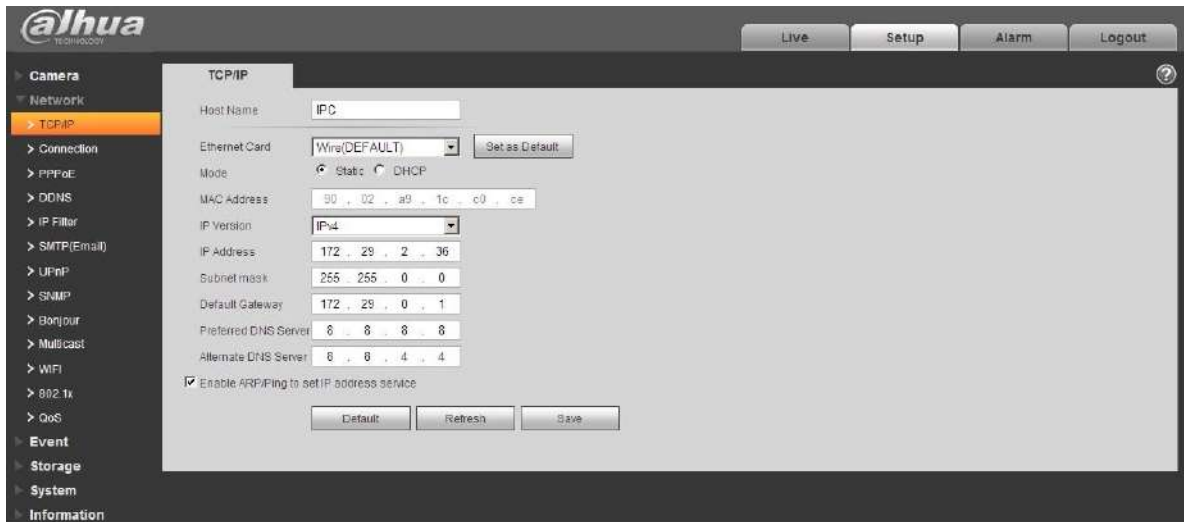 alhua
TECHNOLOGY
Live
Setup
Alarm
Logout
Camera
Network
> TCP/IP
> Connection
> PPPoE
> DDNS
> IP Filter
> SMTP(Email)
> UPnP
> SNMP
> Bonjour
> Multicast
> WIFI
> 802.1x
> QoS
Event
Storage
System
Information
TCP/IP
?
Host Name IPC
Ethernet Card Wire(DEFAULT) Set as Default
Mode Static DHCP
MAC Address 90 . 02 . a9 . 1c . c0 . ce
IP Version IPv4
IP Address 172 . 29 . 2 . 36
Subnet mask 255 . 255 . 0 . 0
Default Gateway 172 . 29 . 0 . 1
Preferred DNS Server 8 . 8 . 8 . 8
Alternate DNS Server 8 . 8 . 4 . 4
Enable ARP/Ping to set IP address service
Default Refresh Save